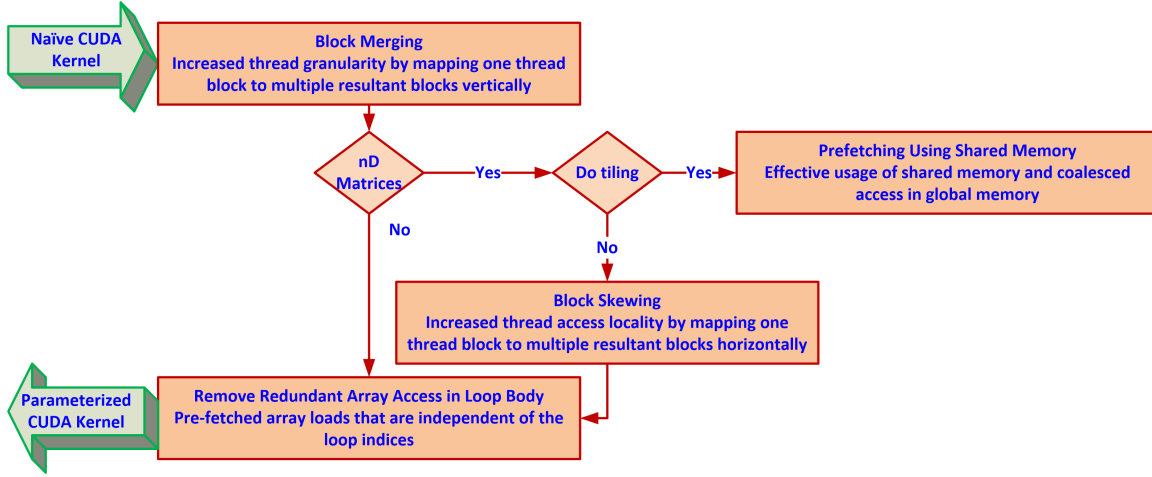 Naïve CUDA
Kernel
Block Merging
Increased thread granularity by mapping one thread
block to multiple resultant blocks vertically
nD
Matrices
Yes
Do tiling
Yes
Prefetching Using Shared Memory
Effective usage of shared memory and coalesced
access in global memory
No
No
Block Skewing
Increased thread access locality by mapping one
thread block to multiple resultant blocks horizontally
Remove Redundant Array Access in Loop Body
Pre-fetched array loads that are independent of the
loop indices
Parameterized
CUDA Kernel